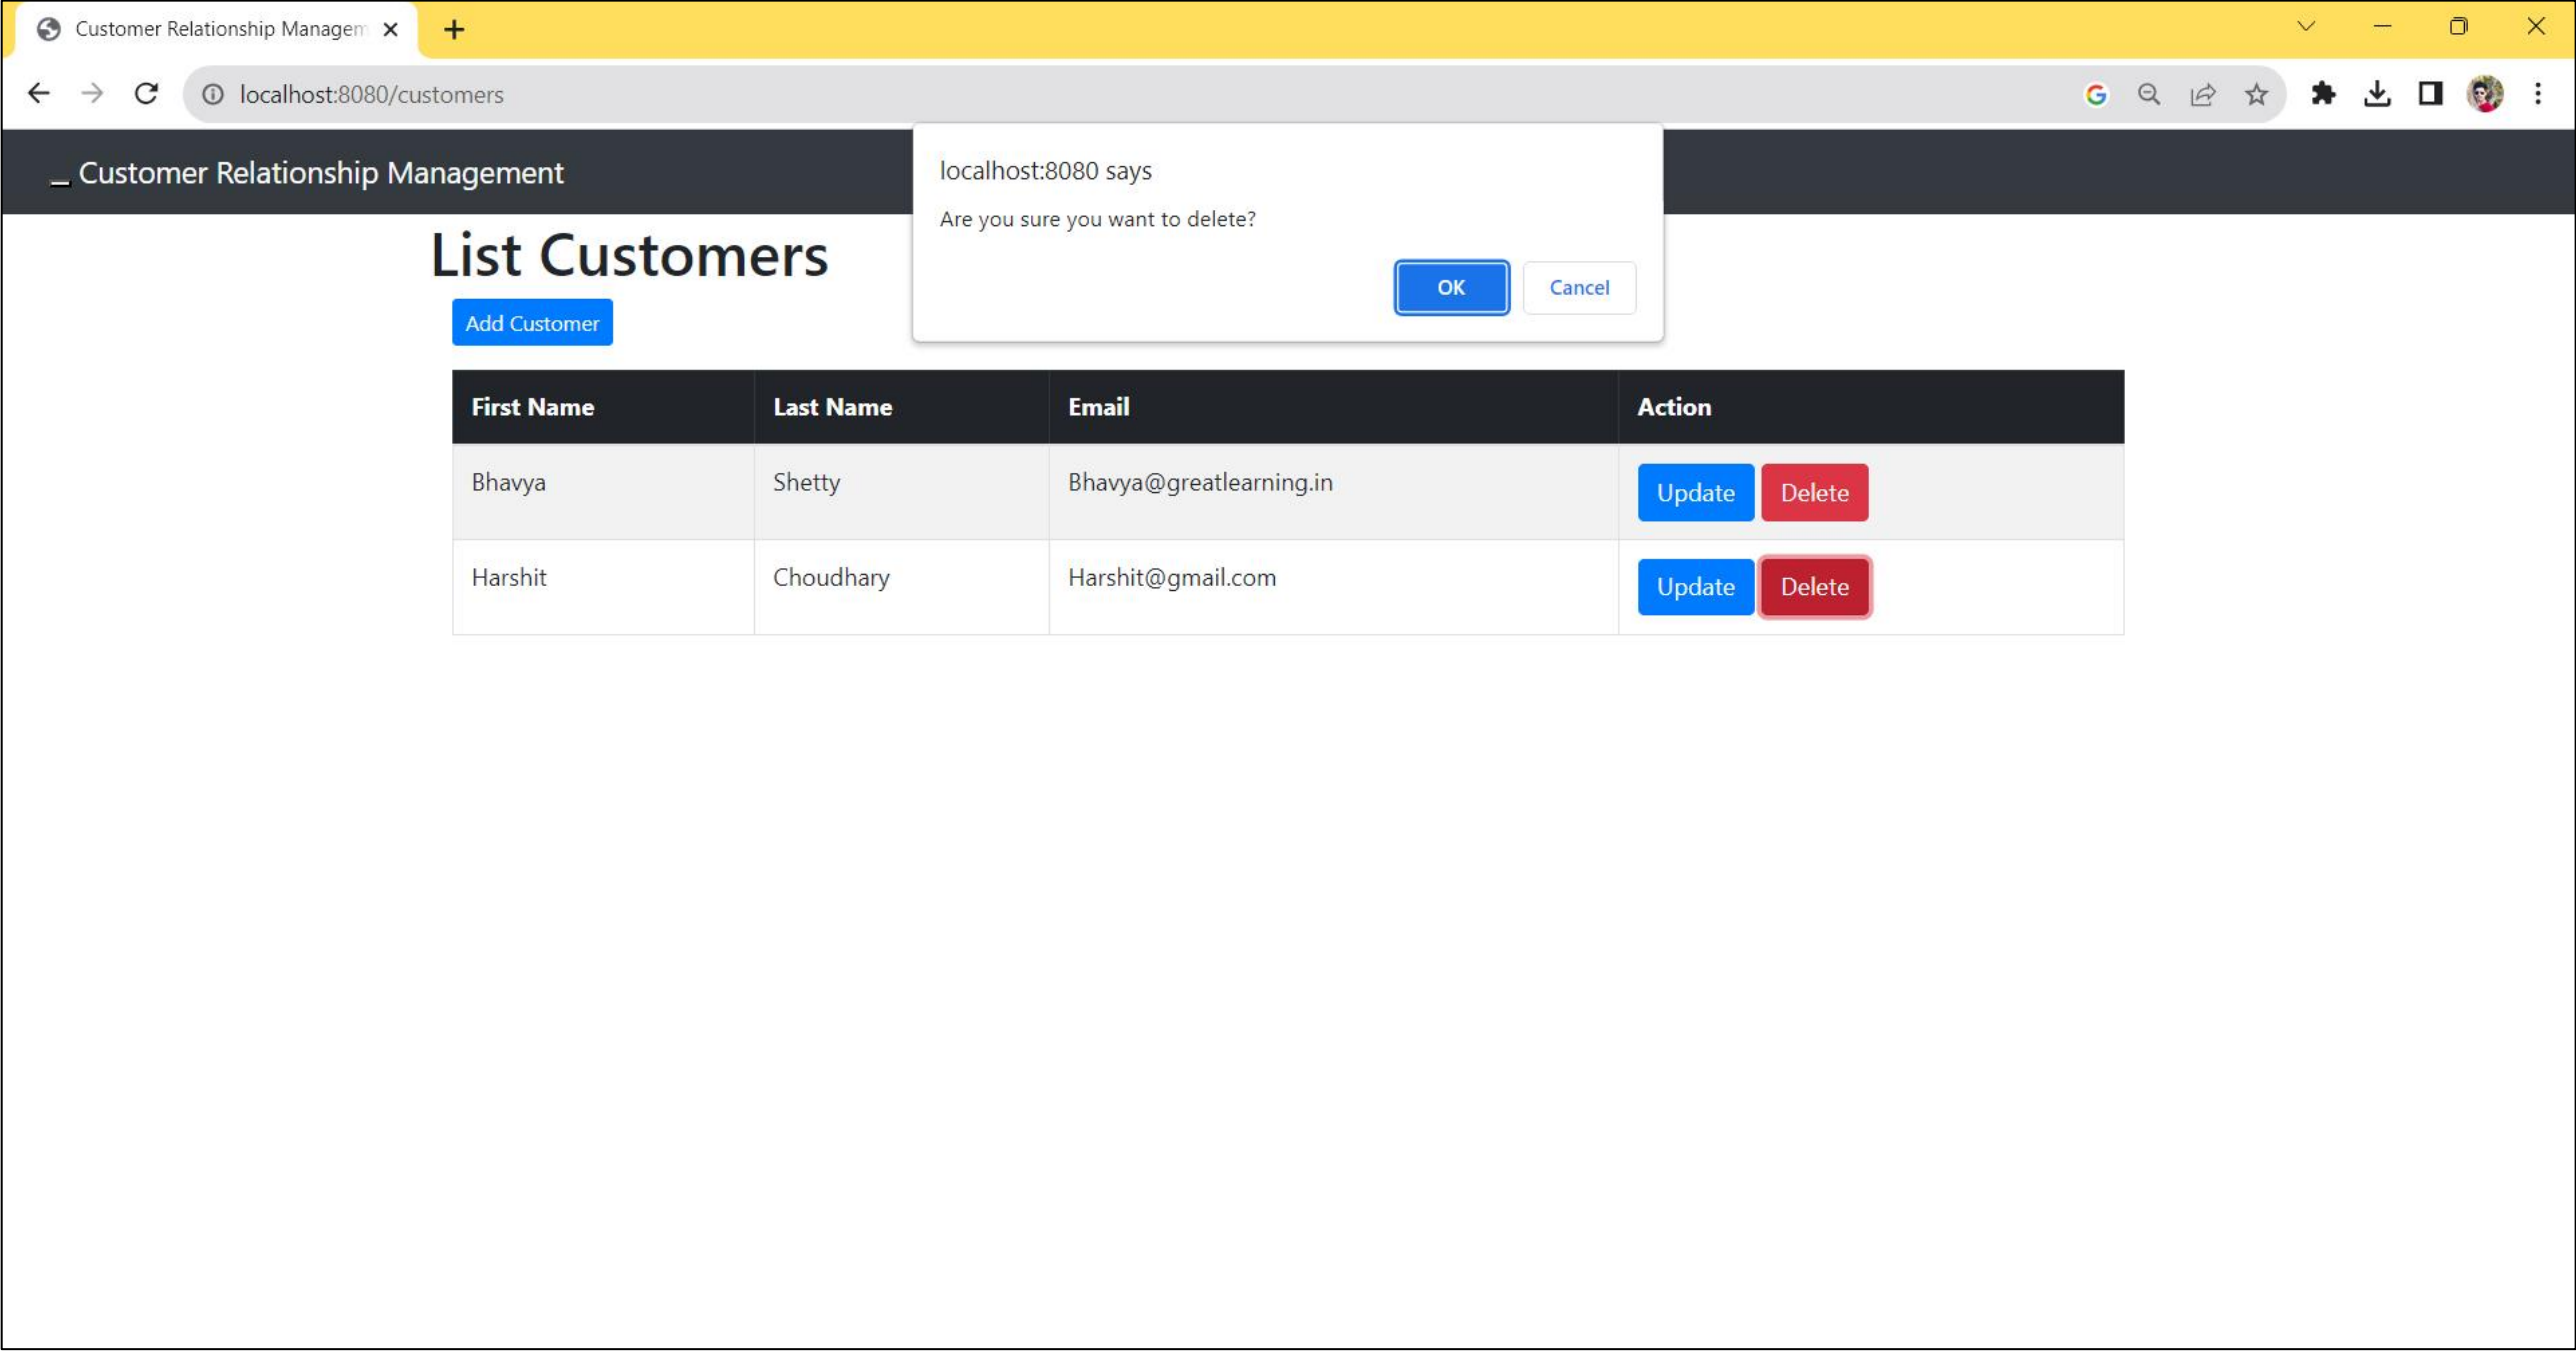 Customer Relationship Managem
localhost:8080/customers
Customer Relationship Management
localhost:8080 says
Are you sure you want to delete?
OK Cancel
List Customers
Add Customer
First Name Last Name Email Action
Bhavya Shetty Bhavya@greatlearning.in Update Delete
Harshit Choudhary Harshit@gmail.com Update Delete